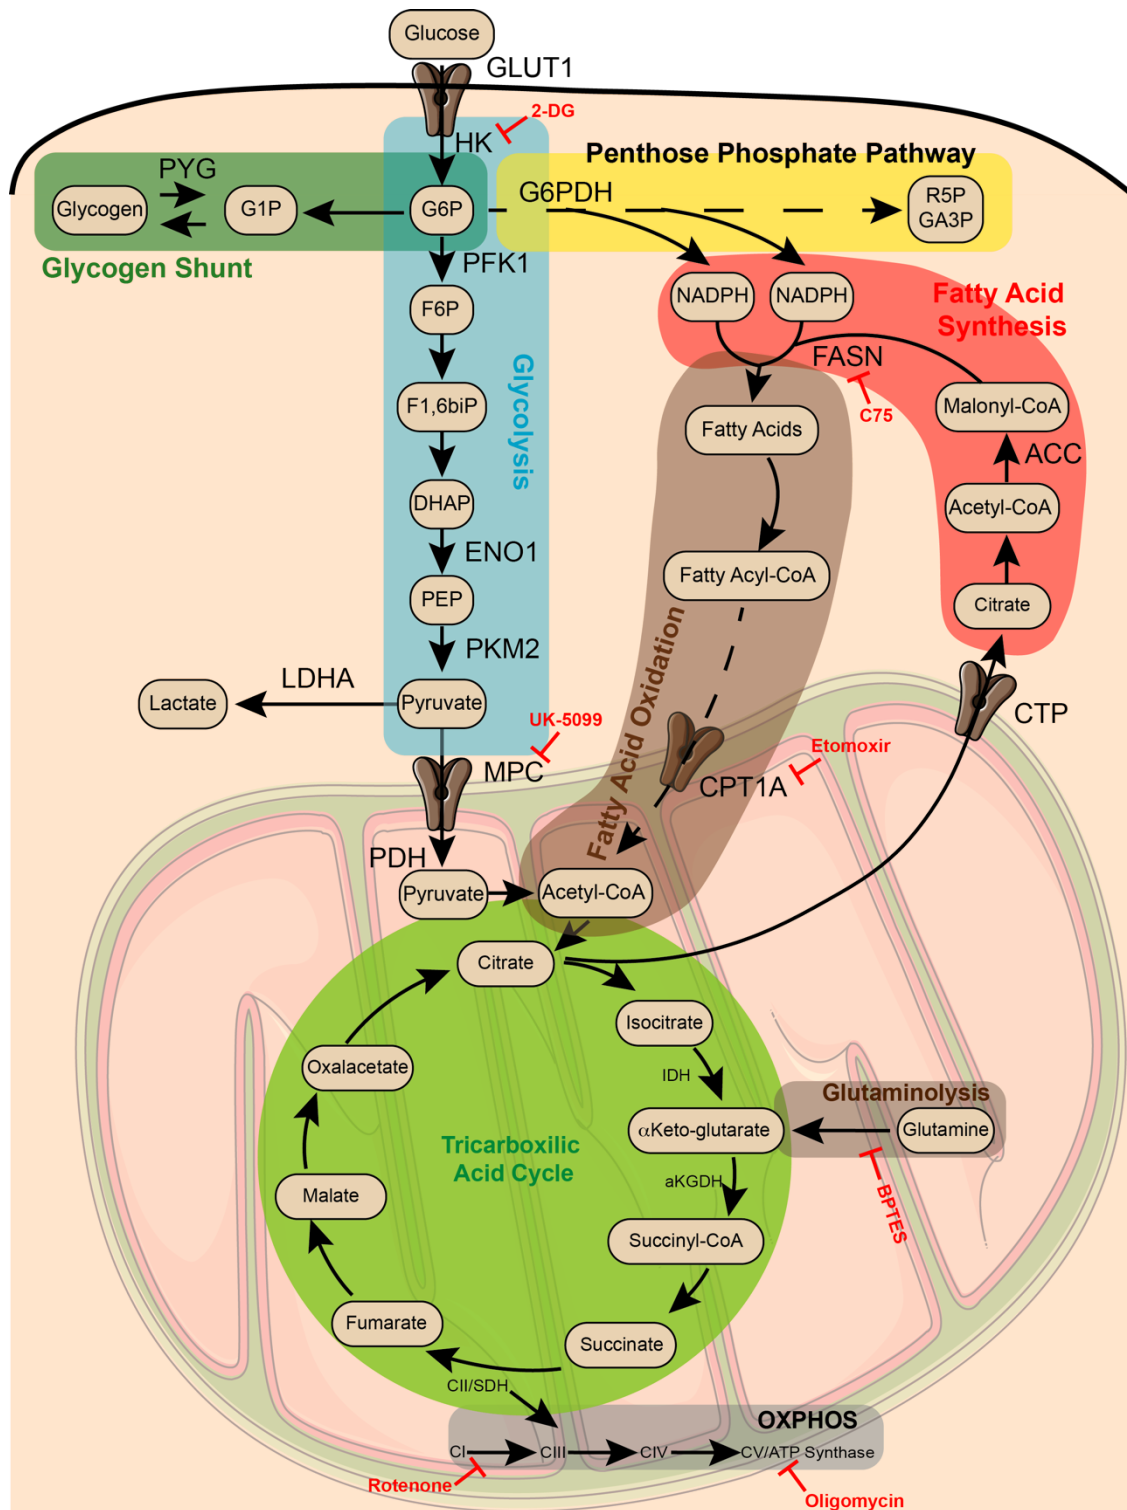 Glucose
GLUT1
2-DG
HK
PYG
Penthose Phosphate Pathway
Glycogen
G1P
G6P
G6PDH
R5P
GA3P
Glycogen Shunt
PFK1
NADPH
NADPH
Fatty Acid
Synthesis
F6P
FASN
Glycolysis
C75
F1,6biP
Malonyl-CoA
Fatty Acids
ACC
DHAP
Acetyl-CoA
ENO1
Fatty Acyl-CoA
PEP
Citrate
PKM2
Fatty Acid Oxidation
LDHA
Lactate
Pyruvate
UK-5099
CTP
Etomoxir
MPC
CPT1A
PDH
Pyruvate
Acetyl-CoA
Citrate
Isocitrate
Oxalacetate
IDH
Glutaminolysis
αKeto-glutarate
Glutamine
Tricarboxilic
Acid Cycle
aKGDH
BPTES
Malate
Succinyl-CoA
Fumarate
Succinate
CII/SDH
OXPHOS
CI
CIII
CIV
CV/ATP Synthase
Rotenone
Oligomycin